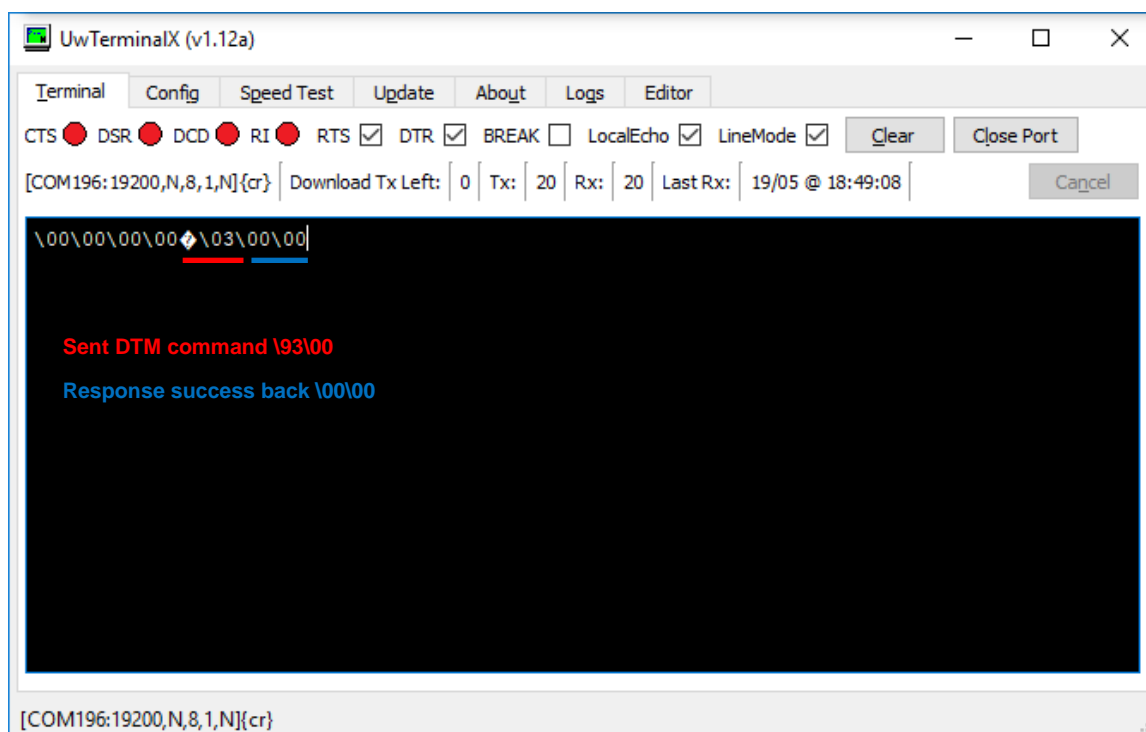 UwTerminalX (v1.12a)
Terminal Config Speed Test Update About Logs Editor
CTS DSR DCD RI RTS DTR BREAK LocalEcho LineMode Clear Close Port
[COM196:19200,N,8,1,N]{cr} Download Tx Left: 0 Tx: 20 Rx: 20 Last Rx: 19/05 @ 18:49:08 Cancel
\00\00\00\00�\03\00\00
Sent DTM command \93\00
Response success back \00\00
[COM196:19200,N,8,1,N]{cr}